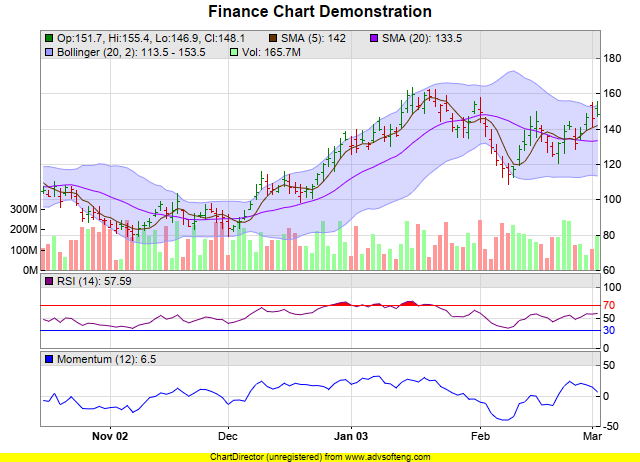 Finance Chart Demonstration
Op:151.7, Hi:155.4, Lo:146.9, Cl:148.1 SMA (5): 142 SMA (20): 133.5
Bollinger (20, 2): 113.5 - 153.5 Vol: 165.7M
180
160
140
120
100
80
60
300M
200M
100M
0M
RSI (14): 57.59
100
70
50
30
0
Momentum (12): 6.5
50
0
-50
Nov 02 Dec Jan 03 Feb Mar
ChartDirector (unregistered) from www.advsofteng.com